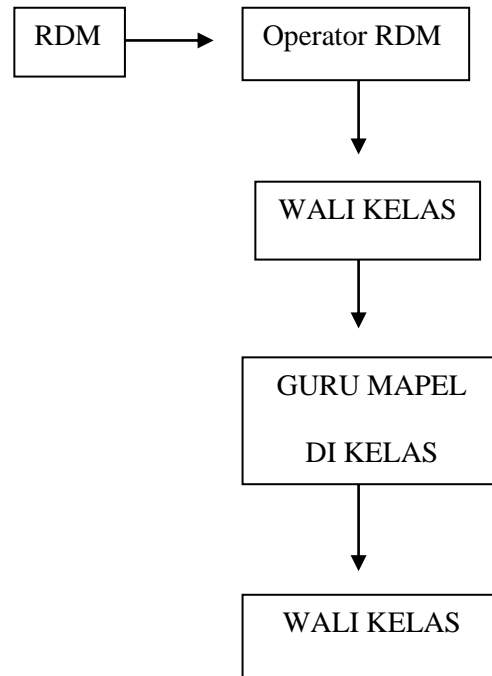 RDM
Operator RDM
WALI KELAS
GURU MAPEL
DI KELAS
WALI KELAS